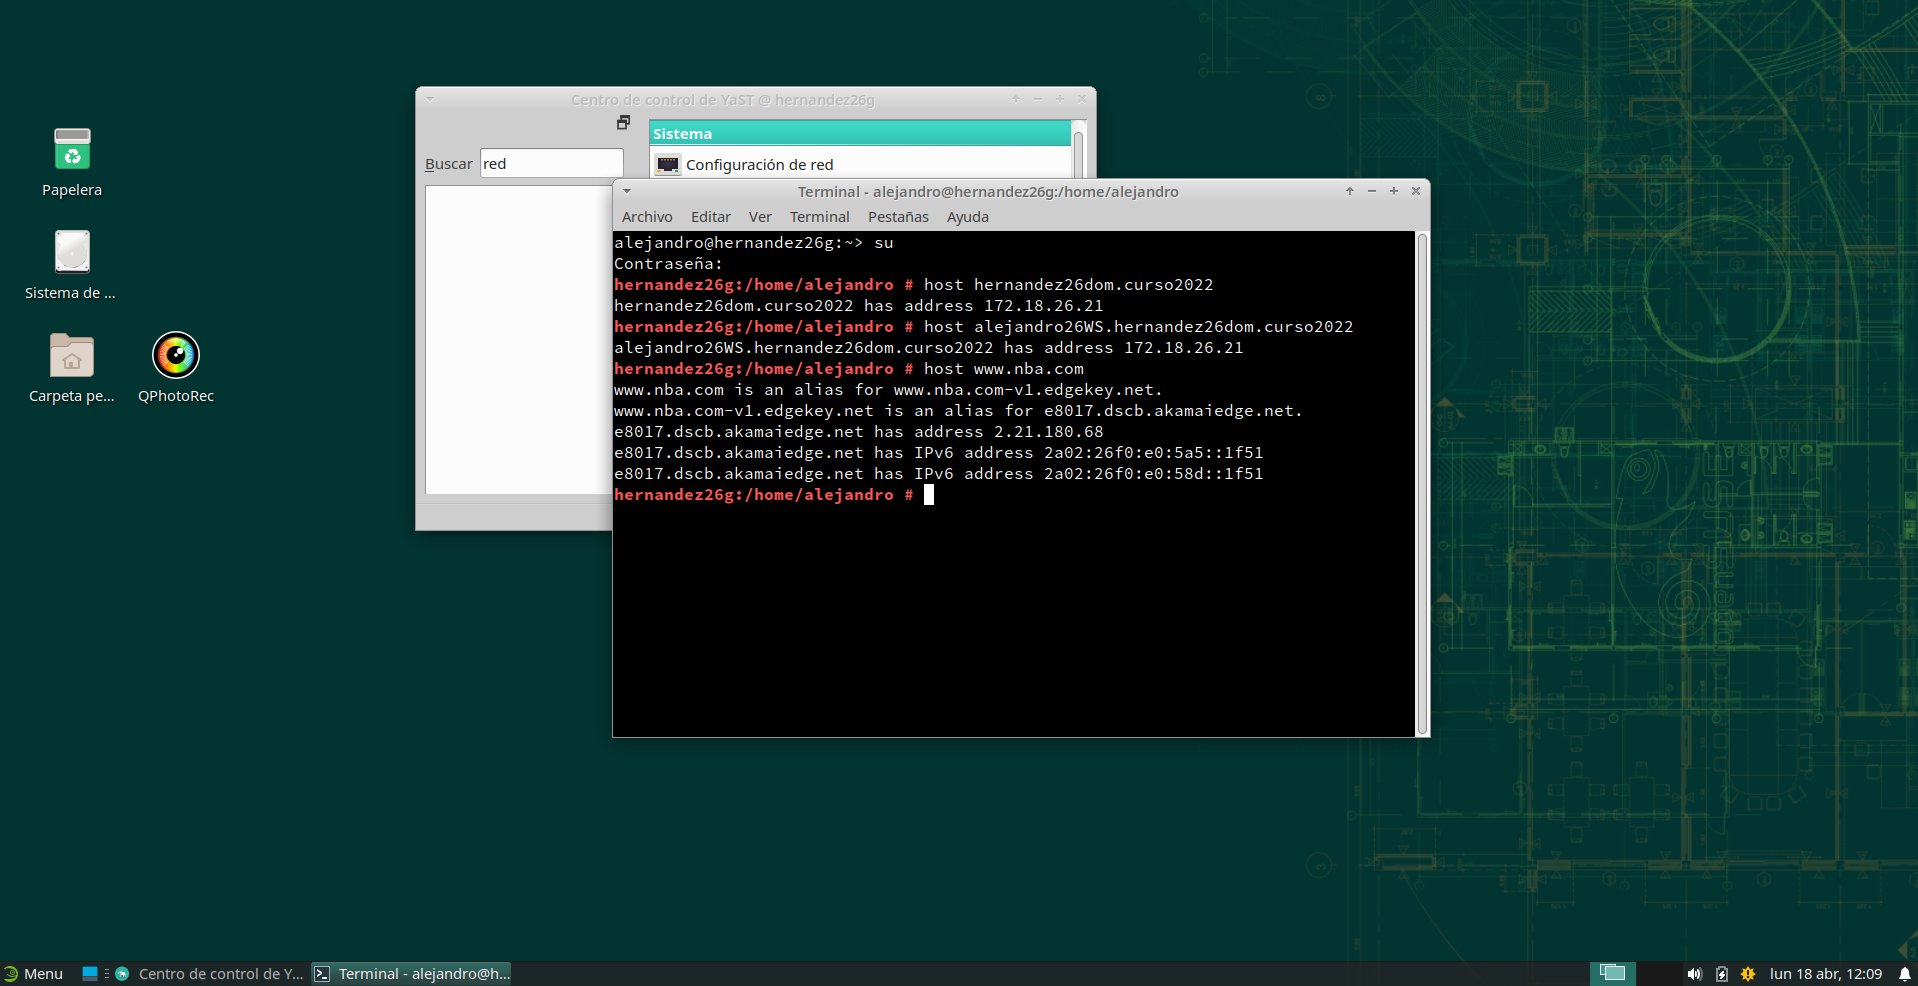 Papelera
Sistema de ...
Carpeta pe...
QPhotoRec
Centro de control de YaST @ hernandez26g
Buscar
red
Sistema
Configuración de red
Terminal - alejandro@hernandez26g:/home/alejandro
Archivo Editar Ver Terminal Pestañas Ayuda
alejandro@hernandez26g:~> su
Contraseña:
hernandez26g:/home/alejandro # host hernandez26dom.curso2022
hernandez26dom.curso2022 has address 172.18.26.21
hernandez26g:/home/alejandro # host alejandro26WS.hernandez26dom.curso2022
alejandro26WS.hernandez26dom.curso2022 has address 172.18.26.21
hernandez26g:/home/alejandro # host www.nba.com
www.nba.com is an alias for www.nba.com-v1.edgekey.net.
www.nba.com-v1.edgekey.net is an alias for e8017.dscb.akamaiedge.net.
e8017.dscb.akamaiedge.net has address 2.21.180.68
e8017.dscb.akamaiedge.net has IPv6 address 2a02:26f0:e0:5a5::1f51
e8017.dscb.akamaiedge.net has IPv6 address 2a02:26f0:e0:58d::1f51
hernandez26g:/home/alejandro #
Menu
Centro de control de Y...
Terminal - alejandro@h...
lun 18 abr, 12:09